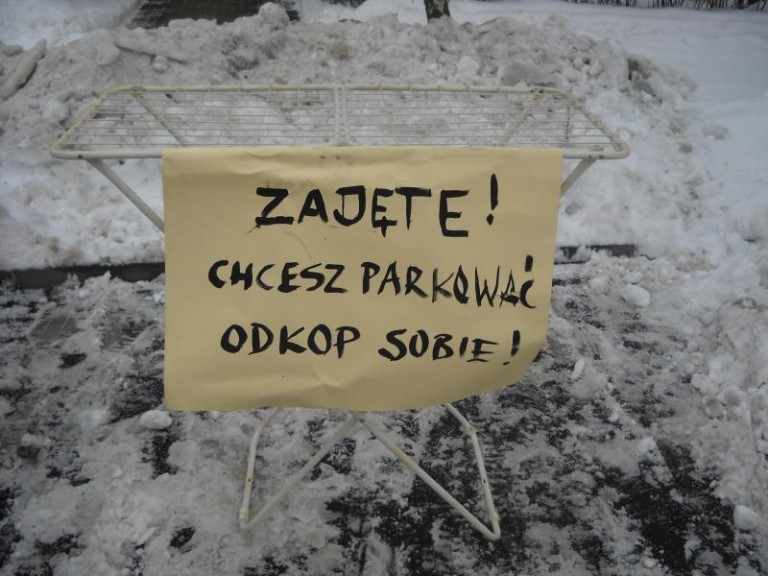 ZAJĘTE!
CHCESZ PARKOWAĆ
ODKOP SOBIE!